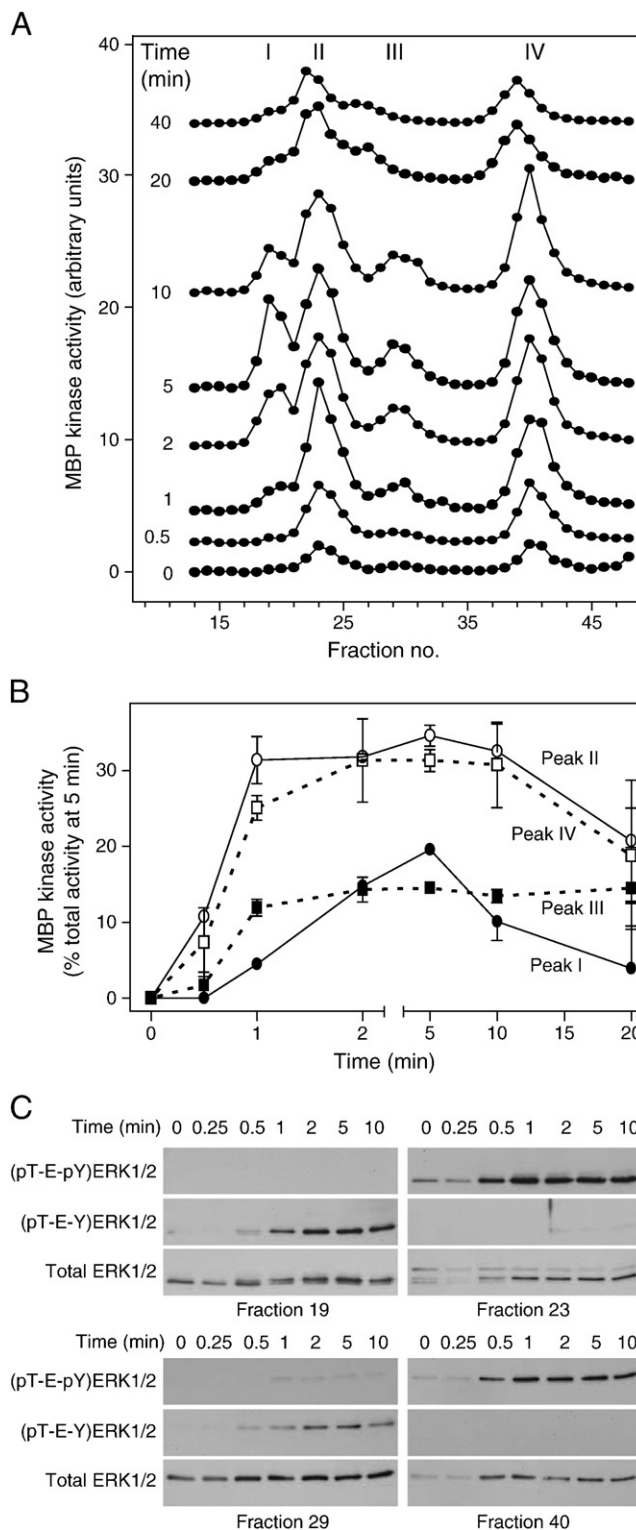 A
Time (min)
I II III IV
40
30
20
10
0
MBP kinase activity (arbitrary units)
40
20
10
5
2
1
0.5
0
15 25 35 45
Fraction no.
B
MBP kinase activity
(% total activity at 5 min)
30
20
10
0
Peak II
Peak IV
Peak III
Peak I
0 1 2 5 10 15 20
Time (min)
C
Time (min) 0 0.25 0.5 1 2 5 10 0 0.25 0.5 1 2 5 10
(pT-E-pY)ERK1/2
(pT-E-Y)ERK1/2
Total ERK1/2
Fraction 19 Fraction 23
Time (min) 0 0.25 0.5 1 2 5 10 0 0.25 0.5 1 2 5 10
(pT-E-pY)ERK1/2
(pT-E-Y)ERK1/2
Total ERK1/2
Fraction 29 Fraction 40